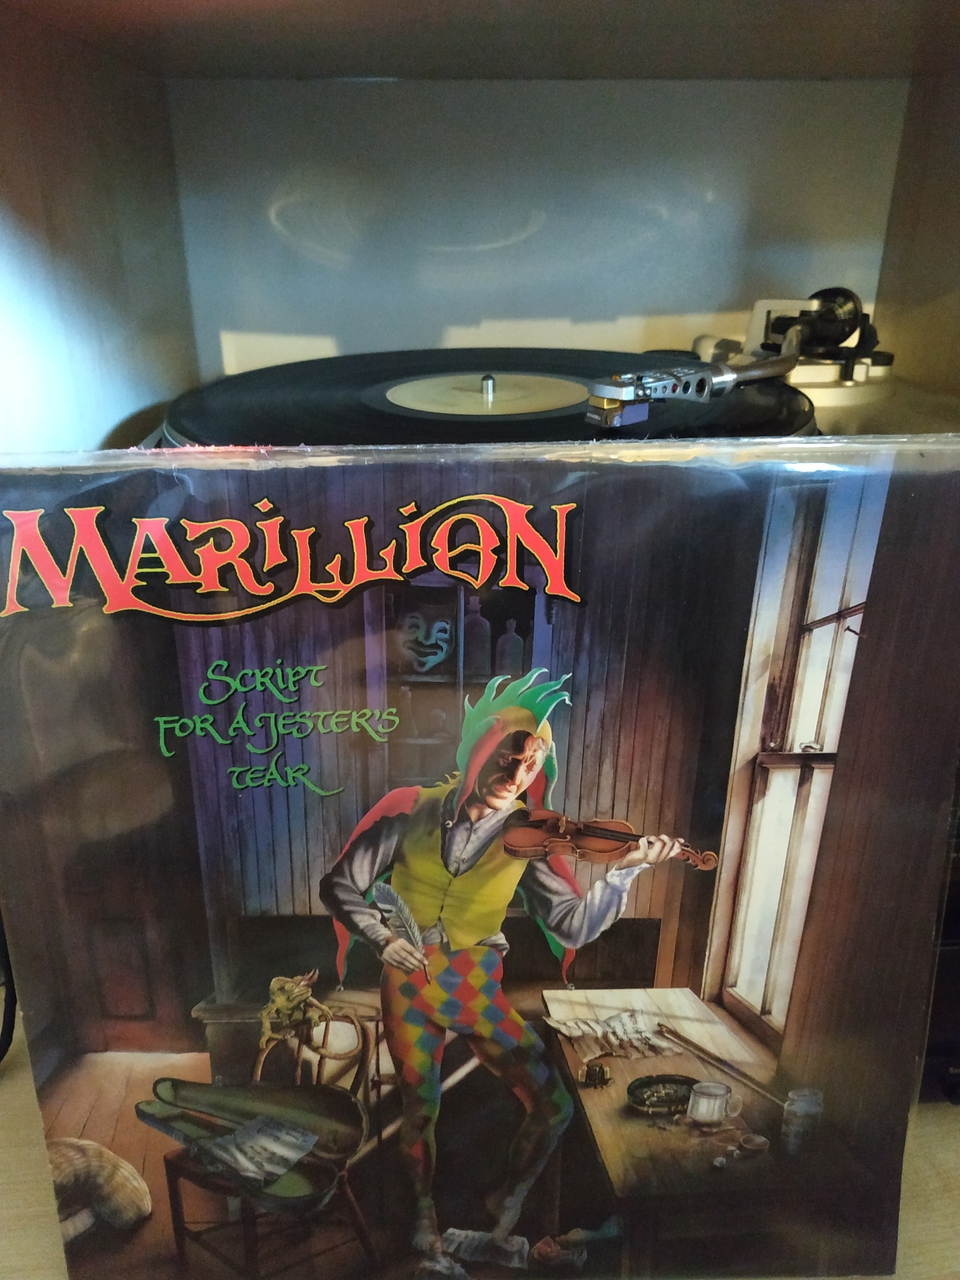 MARILLION
SCRIPT
FOR A JESTER'S
TEAR